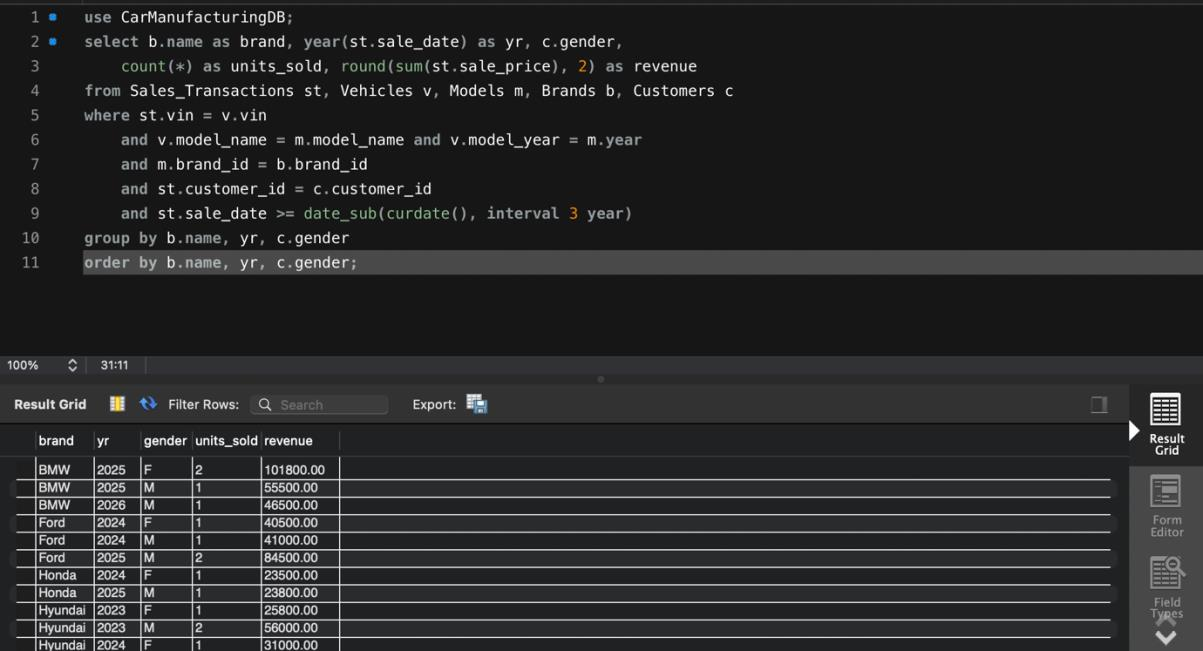 1 use CarManufacturingDB;
2 select b.name as brand, year(st.sale_date) as yr, c.gender,
3 count(*) as units_sold, round(sum(st.sale_price), 2) as revenue
4 from Sales_Transactions st, Vehicles v, Models m, Brands b, Customers c
5 where st.vin = v.vin
6 and v.model_name = m.model_name and v.model_year = m.year
7 and m.brand_id = b.brand_id
8 and st.customer_id = c.customer_id
9 and st.sale_date >= date_sub(curdate(), interval 3 year)
10 group by b.name, yr, c.gender
11 order by b.name, yr, c.gender;
100% 31:11
Result Grid Filter Rows: Search Export:
brand yr gender units_sold revenue
BMW 2025 F 2 101800.00
BMW 2025 M 1 55500.00
BMW 2026 M 1 46500.00
Ford 2024 F 1 40500.00
Ford 2024 M 1 41000.00
Ford 2025 M 2 84500.00
Honda 2024 F 1 23500.00
Honda 2025 M 1 23800.00
Hyundai 2023 F 1 25800.00
Hyundai 2023 M 2 56000.00
Hyundai 2024 F 1 31000.00
Result
Grid
Form
Editor
Field
Types